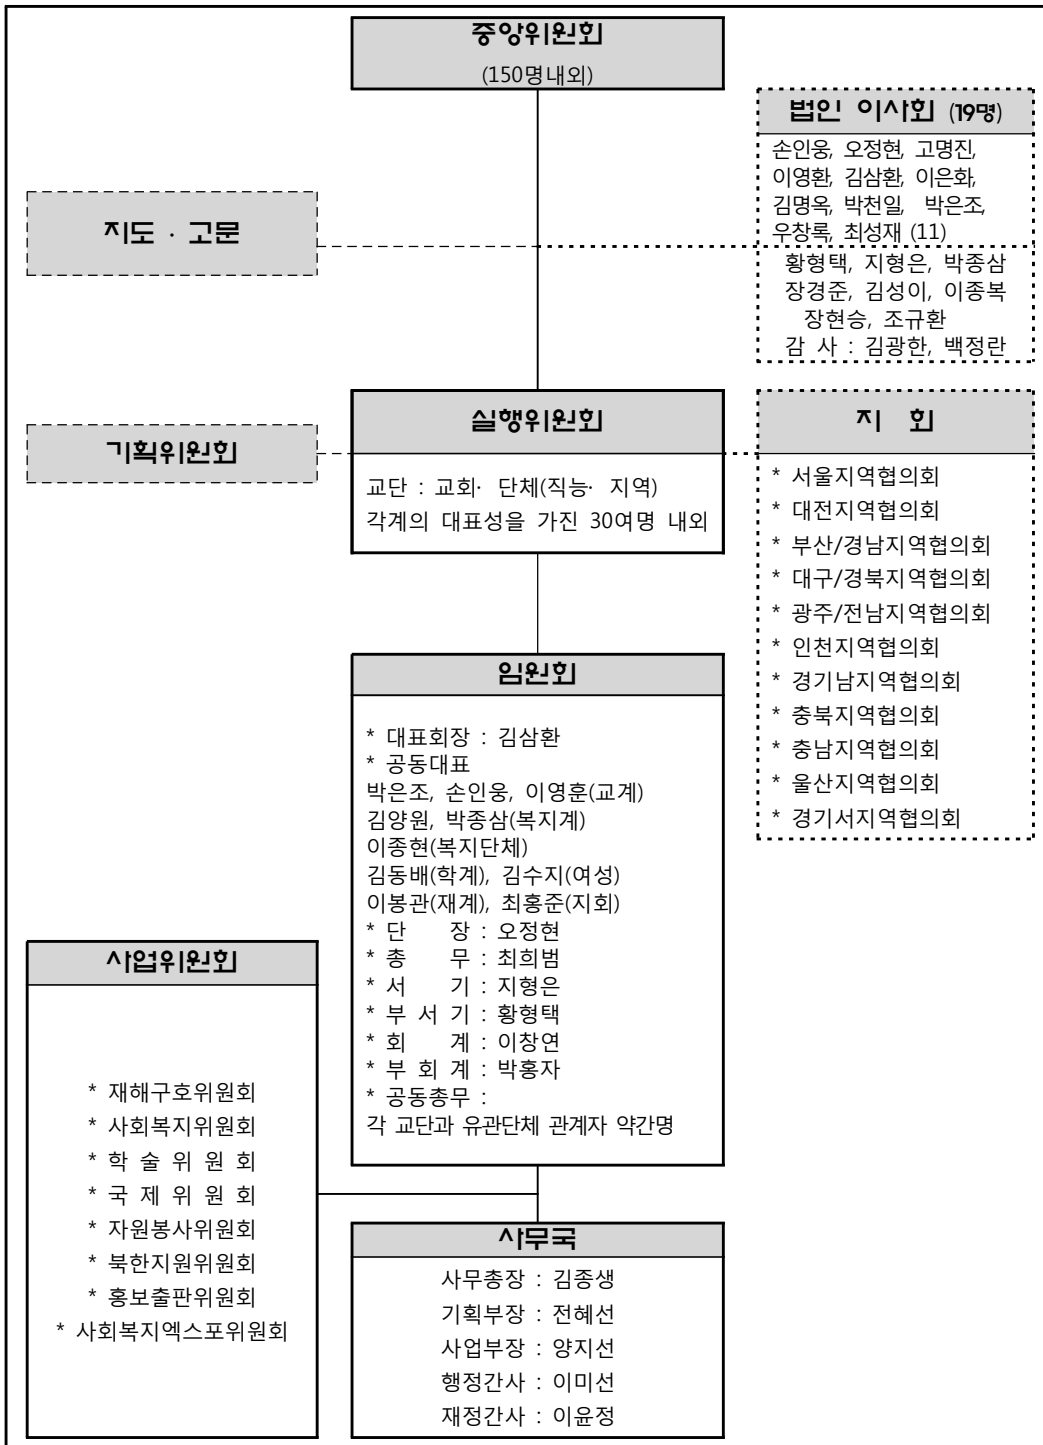 중앙위원회
(150명내외)
법인 이사회 (19명)
손인웅, 오정현, 고명진,
이영환, 김삼환, 이은화,
김명옥, 박천일, 박은조,
우창록, 최성재 (11)
황형택, 지형은, 박종삼
장경준, 김성이, 이종복
장현승, 조규환
감 사 : 김광한, 백정란
지도 · 고문
실행위원회
교단 : 교회· 단체(직능· 지역)
각계의 대표성을 가진 30여명 내외
기획위원회
지 회
* 서울지역협의회
* 대전지역협의회
* 부산/경남지역협의회
* 대구/경북지역협의회
* 광주/전남지역협의회
* 인천지역협의회
* 경기남지역협의회
* 충북지역협의회
* 충남지역협의회
* 울산지역협의회
* 경기서지역협의회
임원회
* 대표회장 : 김삼환
* 공동대표
박은조, 손인웅, 이영훈(교계)
김양원, 박종삼(복지계)
이종현(복지단체)
김동배(학계), 김수지(여성)
이봉관(재계), 최홍준(지회)
* 단 장 : 오정현
* 총 무 : 최희범
* 서 기 : 지형은
* 부 서 기 : 황형택
* 회 계 : 이창연
* 부 회 계 : 박홍자
* 공동총무 :
각 교단과 유관단체 관계자 약간명
사업위원회
* 재해구호위원회
* 사회복지위원회
* 학 술 위 원 회
* 국 제 위 원 회
* 자원봉사위원회
* 북한지원위원회
* 홍보출판위원회
* 사회복지엑스포위원회
사무국
사무총장 : 김종생
기획부장 : 전혜선
사업부장 : 양지선
행정간사 : 이미선
재정간사 : 이윤정